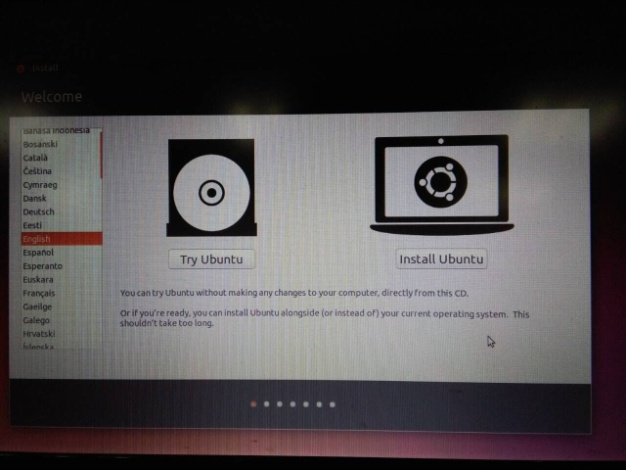 Install
Welcome
Bahasa Indonesia
Bosanski
Català
Čeština
Cymraeg
Dansk
Deutsch
Eesti
English
Español
Esperanto
Euskara
Français
Gaeilge
Galego
Hrvatski
Íslenska
Try Ubuntu
Install Ubuntu
You can try Ubuntu without making any changes to your computer, directly from this CD.
Or if you're ready, you can install Ubuntu alongside (or instead of) your current operating system. This
shouldn't take too long.